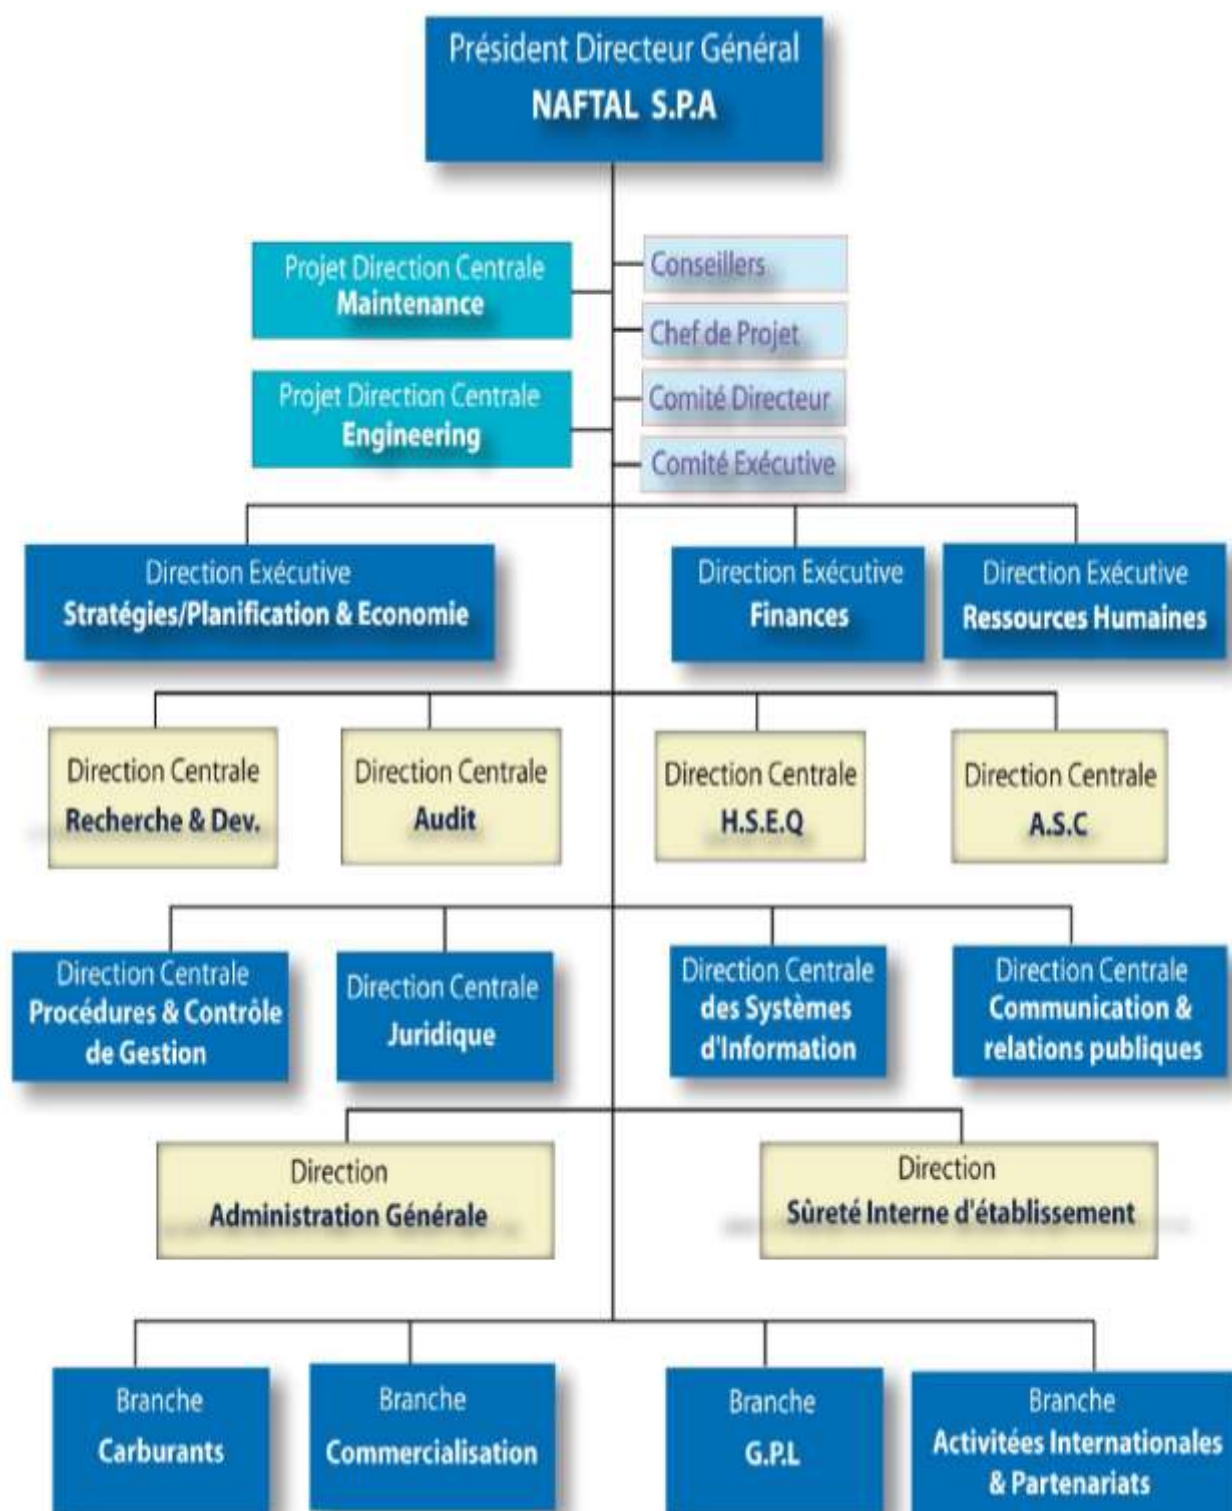 Président Directeur Général
NAFTAL S.P.A
Projet Direction Centrale
Maintenance
Conseillers
Chef de Projet
Projet Direction Centrale
Engineering
Comité Directeur
Comité Exécutive
Direction Exécutive
Stratégies/Planification & Economie
Direction Exécutive
Finances
Direction Exécutive
Ressources Humaines
Direction Centrale
Recherche & Dev.
Direction Centrale
Audit
Direction Centrale
H.S.E.Q
Direction Centrale
A.S.C
Direction Centrale
Procédures & Contrôle
de Gestion
Direction Centrale
Juridique
Direction Centrale
des Systèmes
d'Information
Direction Centrale
Communication &
relations publiques
Direction
Administration Générale
Direction
Sûreté Interne d'établissement
Branche
Carburants
Branche
Commercialisation
Branche
G.P.L
Branche
Activitées Internationales
& Partenariats